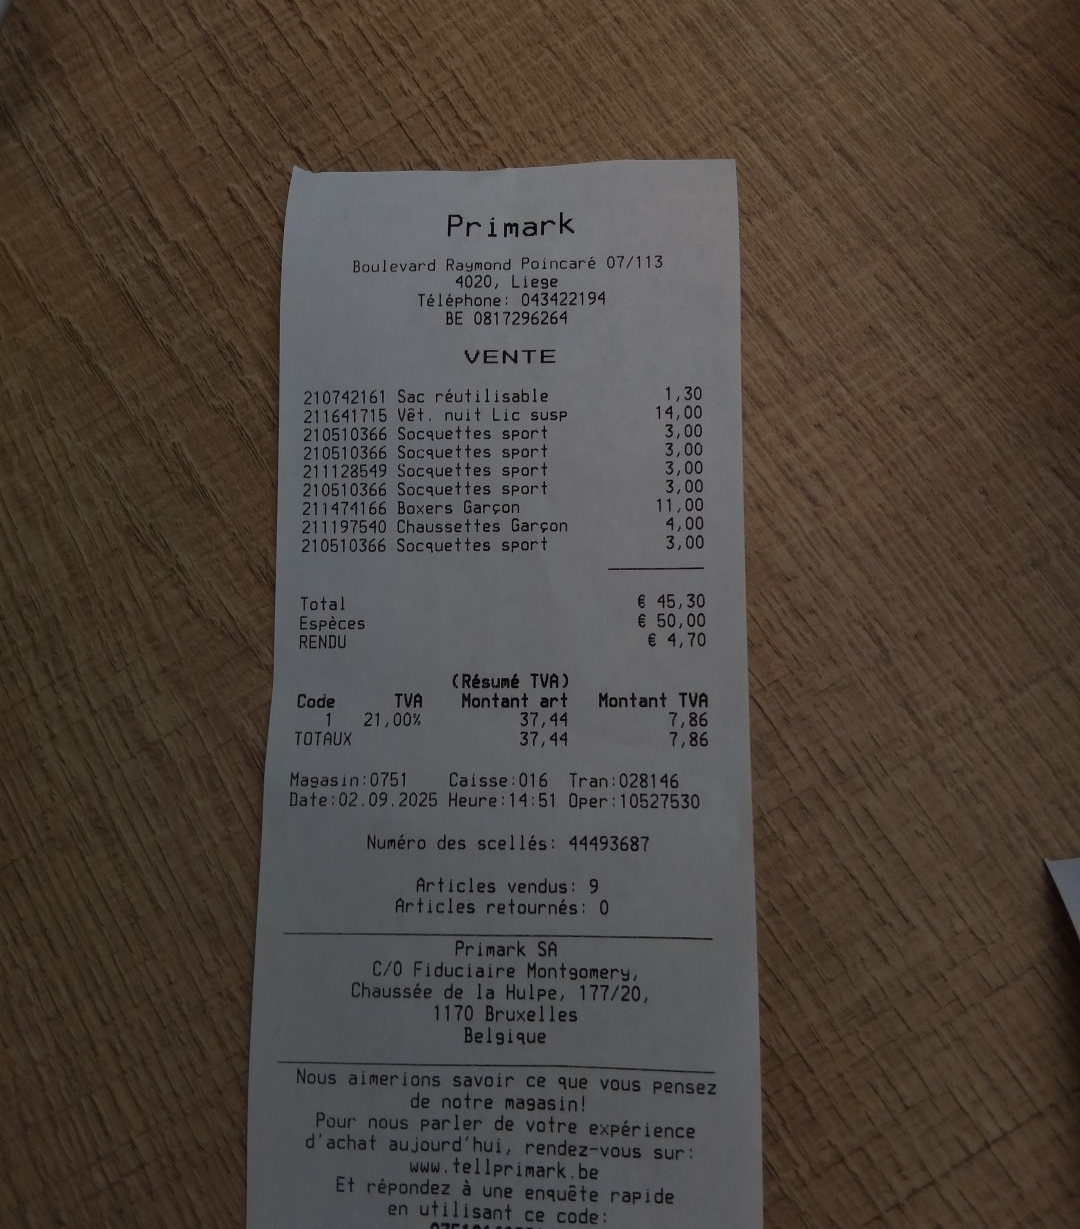 Primark
Boulevard Raymond Poincaré 07/113
4020, Liege
Téléphone: 043422194
BE 0817296264
VENTE
210742161 Sac réutilisable 1,30
211641715 Vêt. nuit Lic susp 14,00
210510366 Socquettes sport 3,00
210510366 Socquettes sport 3,00
211128549 Socquettes sport 3,00
210510366 Socquettes sport 3,00
211474166 Boxers Garçon 11,00
211197540 Chaussettes Garçon 4,00
210510366 Socquettes sport 3,00
Total € 45,30
Espèces € 50,00
RENDU € 4,70
(Résumé TVA)
Code TVA Montant art Montant TVA
1 21,00% 37,44 7,86
TOTAUX 37,44 7,86
Magasin:0751 Caisse:016 Tran:028146
Date:02.09.2025 Heure:14:51 Oper:10527530
Numéro des scellés: 44493687
Articles vendus: 9
Articles retournés: 0
Primark SA
C/O Fiduciaire Montgomery,
Chaussée de la Hulpe, 177/20,
1170 Bruxelles
Belgique
Nous aimerions savoir ce que vous pensez
de notre magasin!
Pour nous parler de votre expérience
d'achat aujourd'hui, rendez-vous sur:
www.tellprimark.be
Et répondez à une enquête rapide
en utilisant ce code: